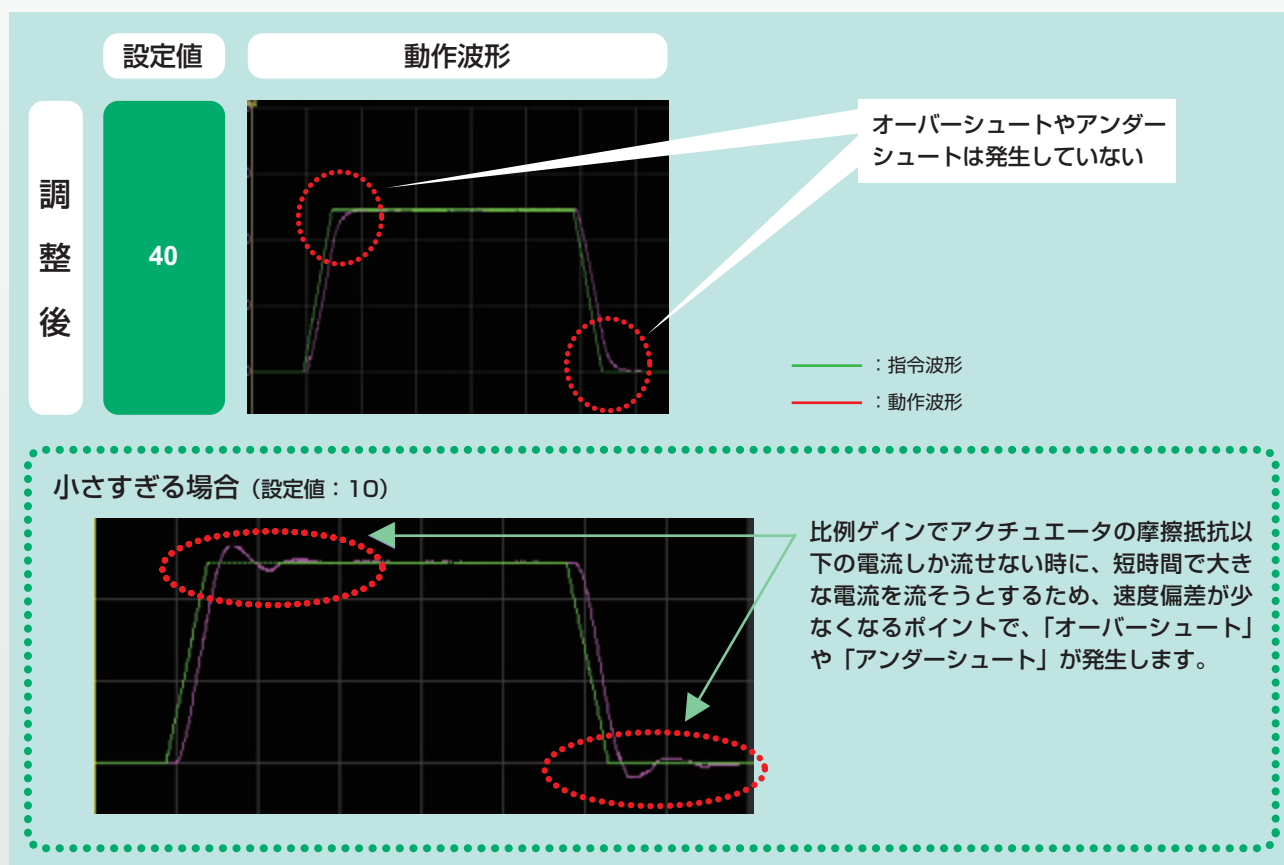 設定値
動作波形
調整後
40
オーバーシュートやアンダー
シュートは発生していない
：指令波形
：動作波形
小さすぎる場合（設定値：10）
比例ゲインでアクチュエータの摩擦抵抗以
下の電流しか流せない時に、短時間で大き
な電流を流そうとするため、速度偏差が少
なくなるポイントで、「オーバーシュート」
や「アンダーシュート」が発生します。